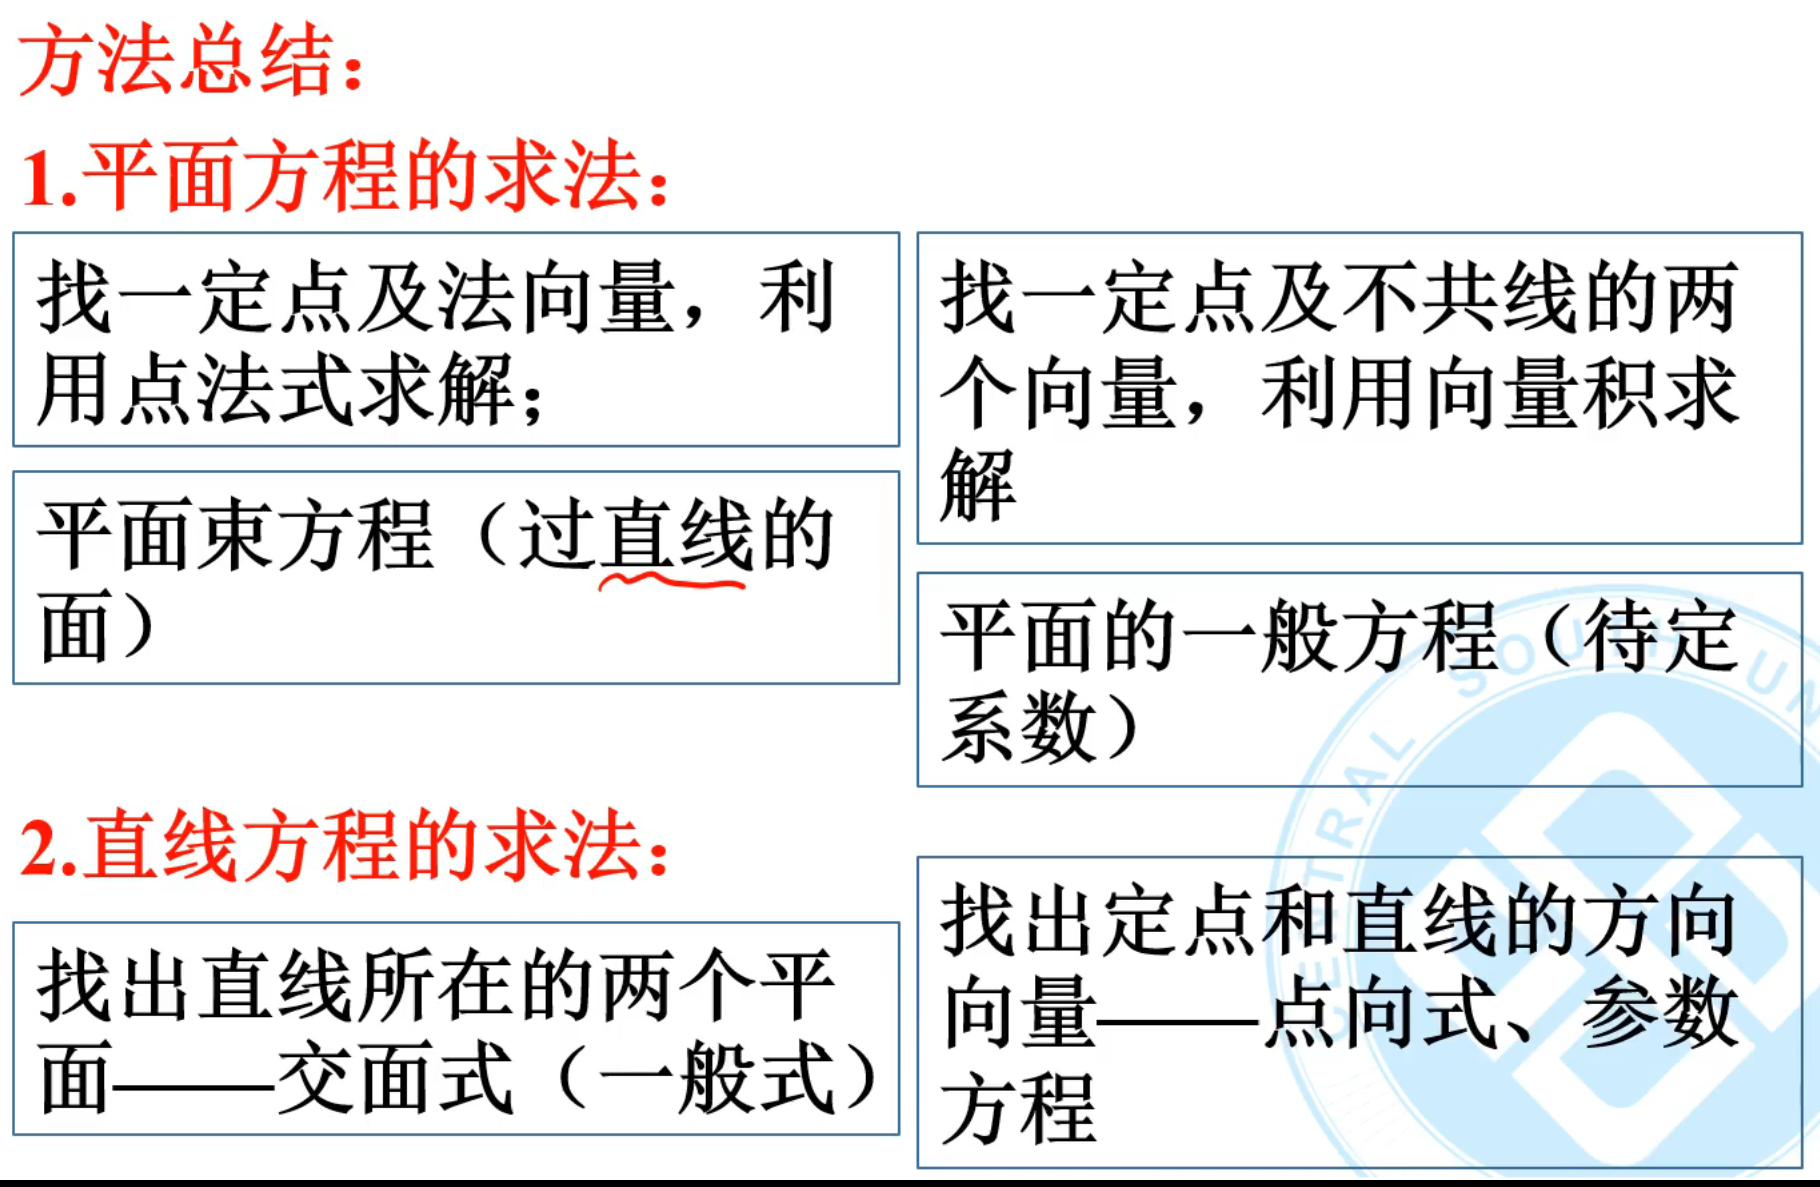 方法总结：
1.平面方程的求法：
找一定点及法向量，利
用点法式求解；
找一定点及不共线的两
个向量，利用向量积求
解
平面束方程（过直线的
面）
平面的一般方程（待定
系数）
2.直线方程的求法：
找出直线所在的两个平
面——交面式（一般式）
找出定点和直线的方向
向量——点向式、参数
方程
CENTRAL SOUTH UN